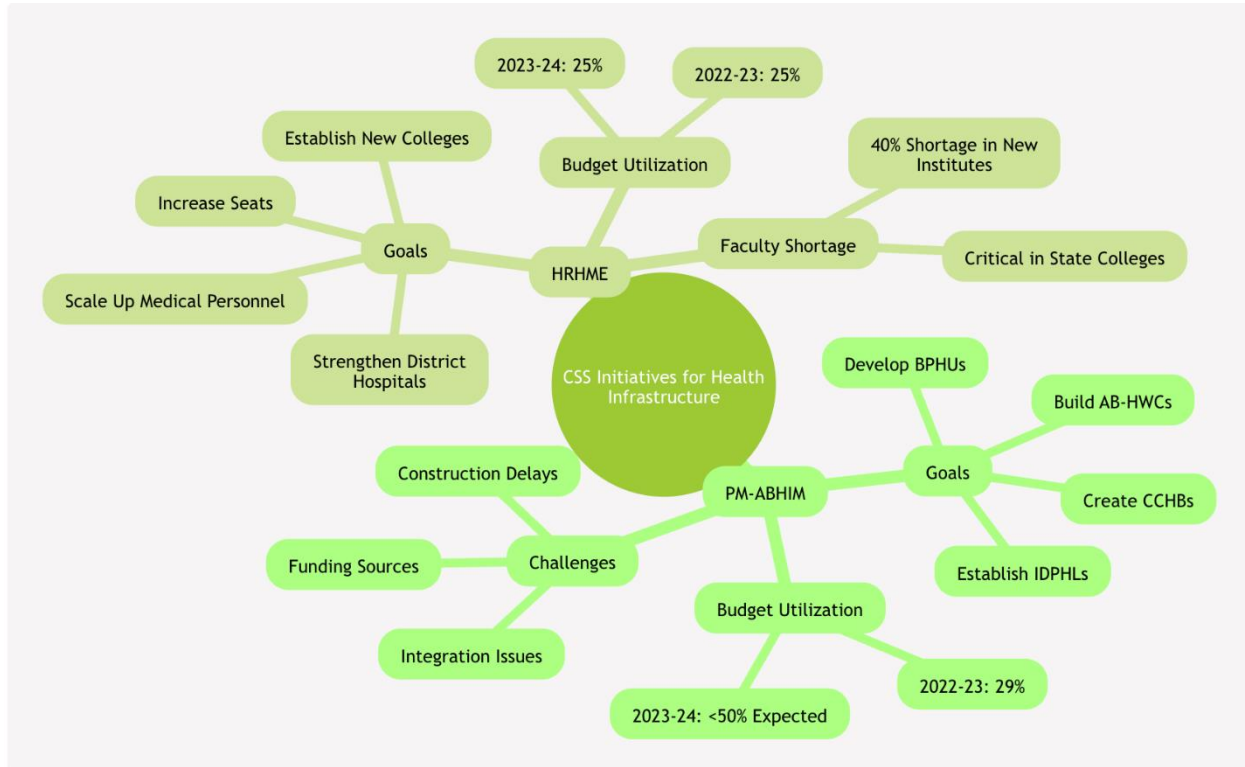 CSS Initiatives for Health
Infrastructure
HRHME
Goals
Establish New Colleges
Increase Seats
Scale Up Medical Personnel
Strengthen District
Hospitals
Budget Utilization
2023-24: 25%
2022-23: 25%
Faculty Shortage
40% Shortage in New
Institutes
Critical in State Colleges
PM-ABHIM
Goals
Develop BPHUs
Build AB-HWCs
Create CCHBs
Establish IDPHLs
Budget Utilization
2022-23: 29%
2023-24: <50% Expected
Challenges
Construction Delays
Funding Sources
Integration Issues